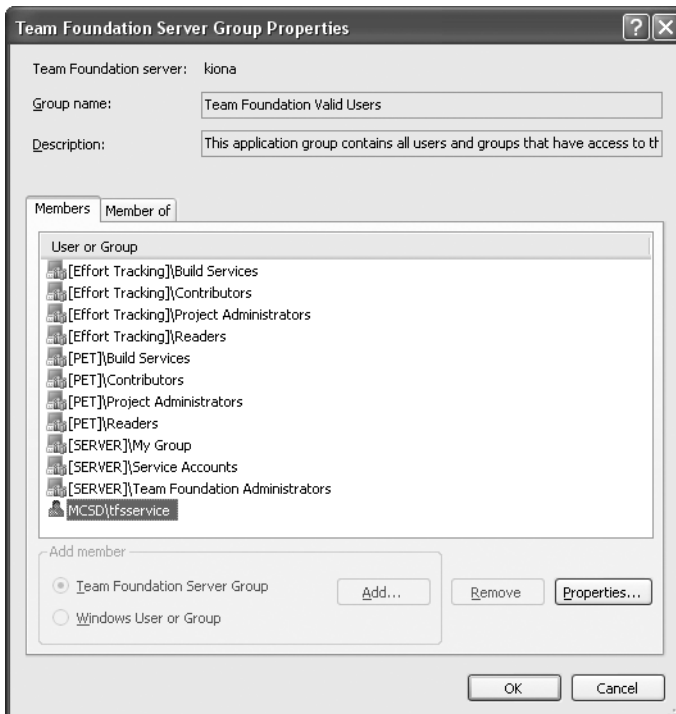 Team Foundation Server Group Properties
Team Foundation server: kiona
Group name: Team Foundation Valid Users
Description: This application group contains all users and groups that have access to th
Members Member of
User or Group
[Effort Tracking]\Build Services
[Effort Tracking]\Contributors
[Effort Tracking]\Project Administrators
[Effort Tracking]\Readers
[PET]\Build Services
[PET]\Contributors
[PET]\Project Administrators
[PET]\Readers
[SERVER]\My Group
[SERVER]\Service Accounts
[SERVER]\Team Foundation Administrators
MCSD\tfsservice
Add member
Team Foundation Server Group Add... Remove Properties...
Windows User or Group
OK Cancel